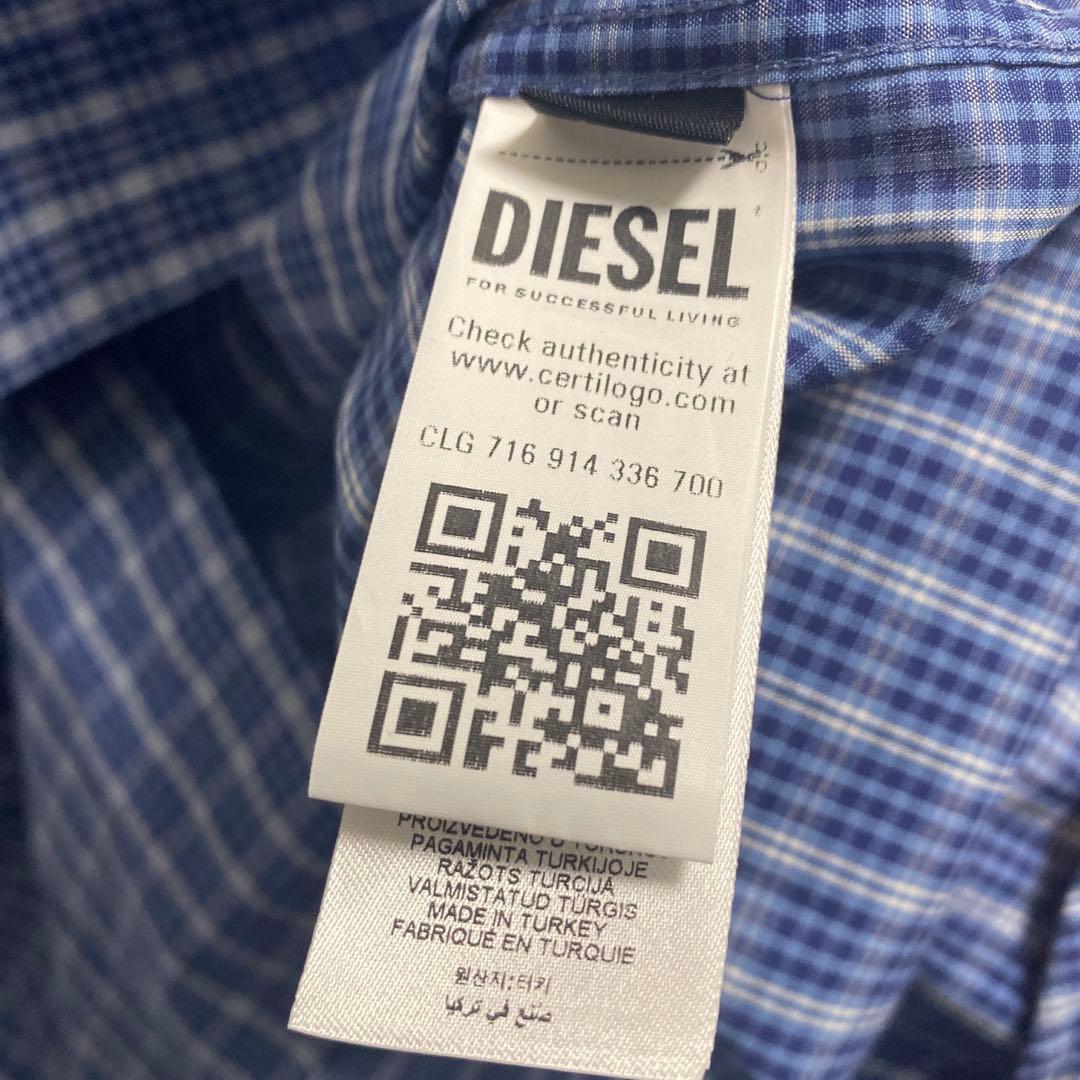 DIESEL
FOR SUCCESSFUL LIVING
Check authenticity at
www.certilogo.com
or scan
CLG 716 914 336 700
PROIZVEDENO U
PAGAMINTA TURKIJOJE
RAŽOTS TURCIJĀ
VALMISTATUD TÜRGIS
MADE IN TURKEY
FABRIQUÉ EN TURQUIE
원산지:터키
صنع في تركيا